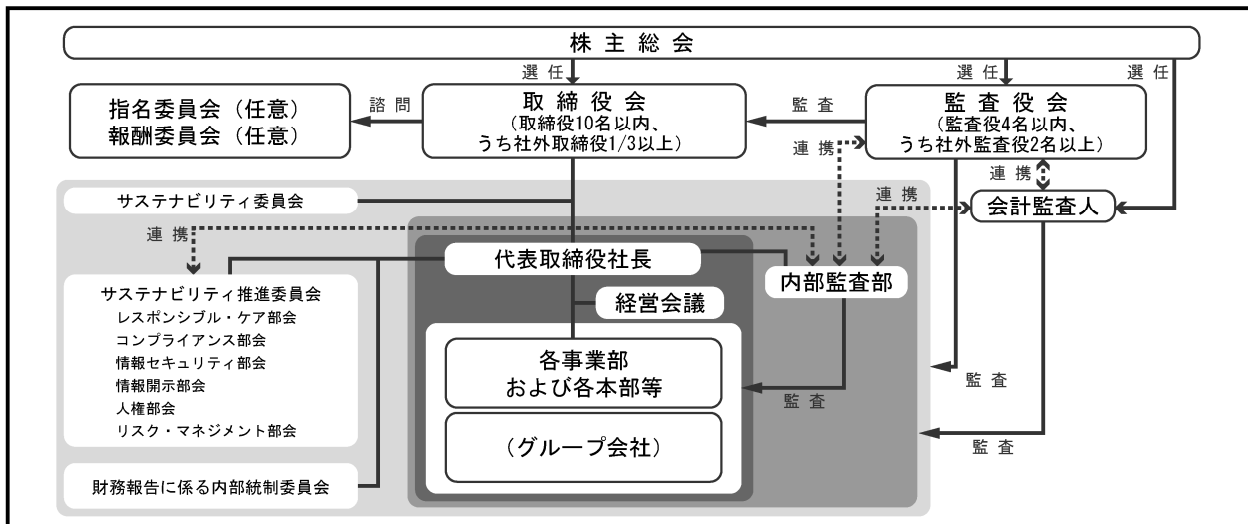 株主総会
選任
選任
選任
指名委員会（任意）
報酬委員会（任意）
諮問
取締役会
（取締役10名以内、
うち社外取締役1/3以上）
監査
監査役会
（監査役4名以内、
うち社外監査役2名以上）
連携
連携
サステナビリティ委員会
連携
会計監査人
連携
代表取締役社長
内部監査部
サステナビリティ推進委員会
レスポンシブル・ケア部会
コンプライアンス部会
情報セキュリティ部会
情報開示部会
人権部会
リスク・マネジメント部会
経営会議
各事業部
および各本部等
監査
監査
（グループ会社）
監査
財務報告に係る内部統制委員会